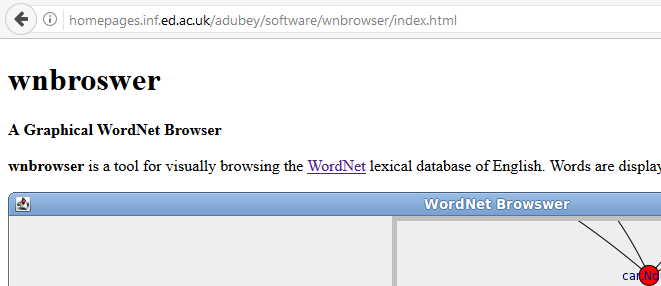 homepages.inf.ed.ac.uk/adubey/software/wnbrowser/index.html
wnbroswer
A Graphical WordNet Browser
wnbrowser is a tool for visually browsing the WordNet lexical database of English. Words are display
WordNet Browswer
car